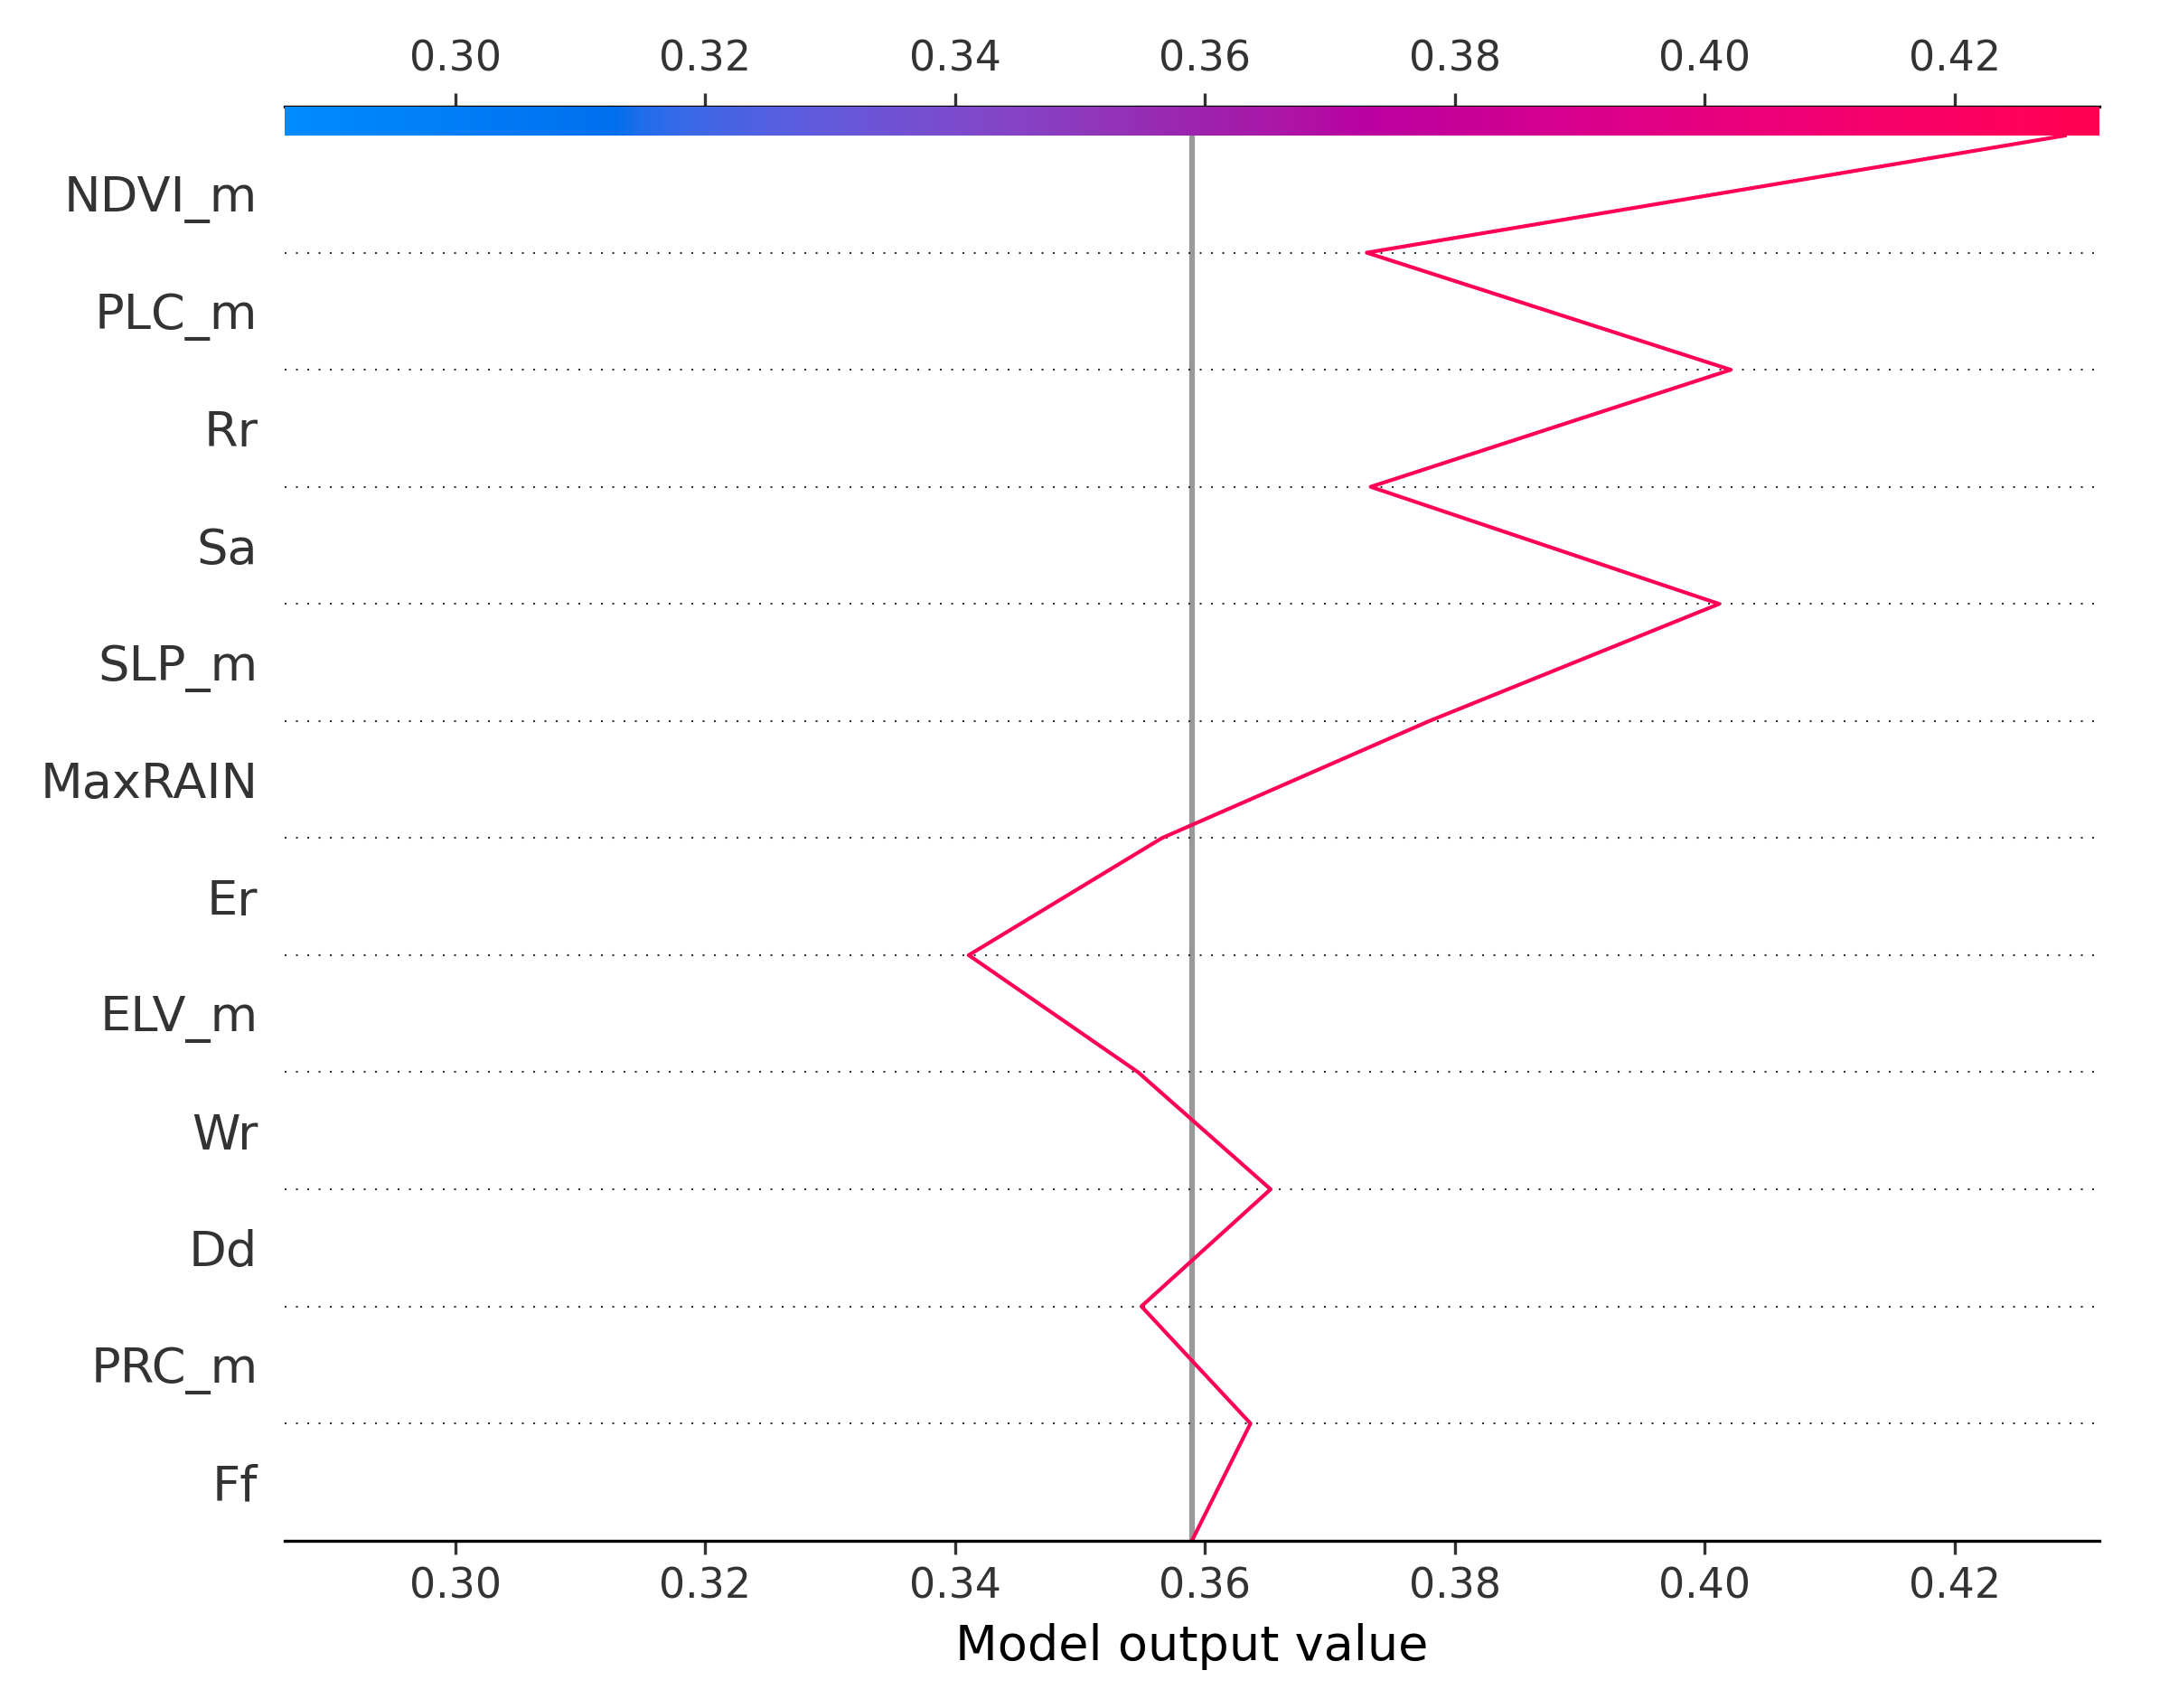 0.30 0.32 0.34 0.36 0.38 0.40 0.42
NDVI_m
PLC_m
Rr
Sa
SLP_m
MaxRAIN
Er
ELV_m
Wr
Dd
PRC_m
Ff
0.30 0.32 0.34 0.36 0.38 0.40 0.42
Model output value